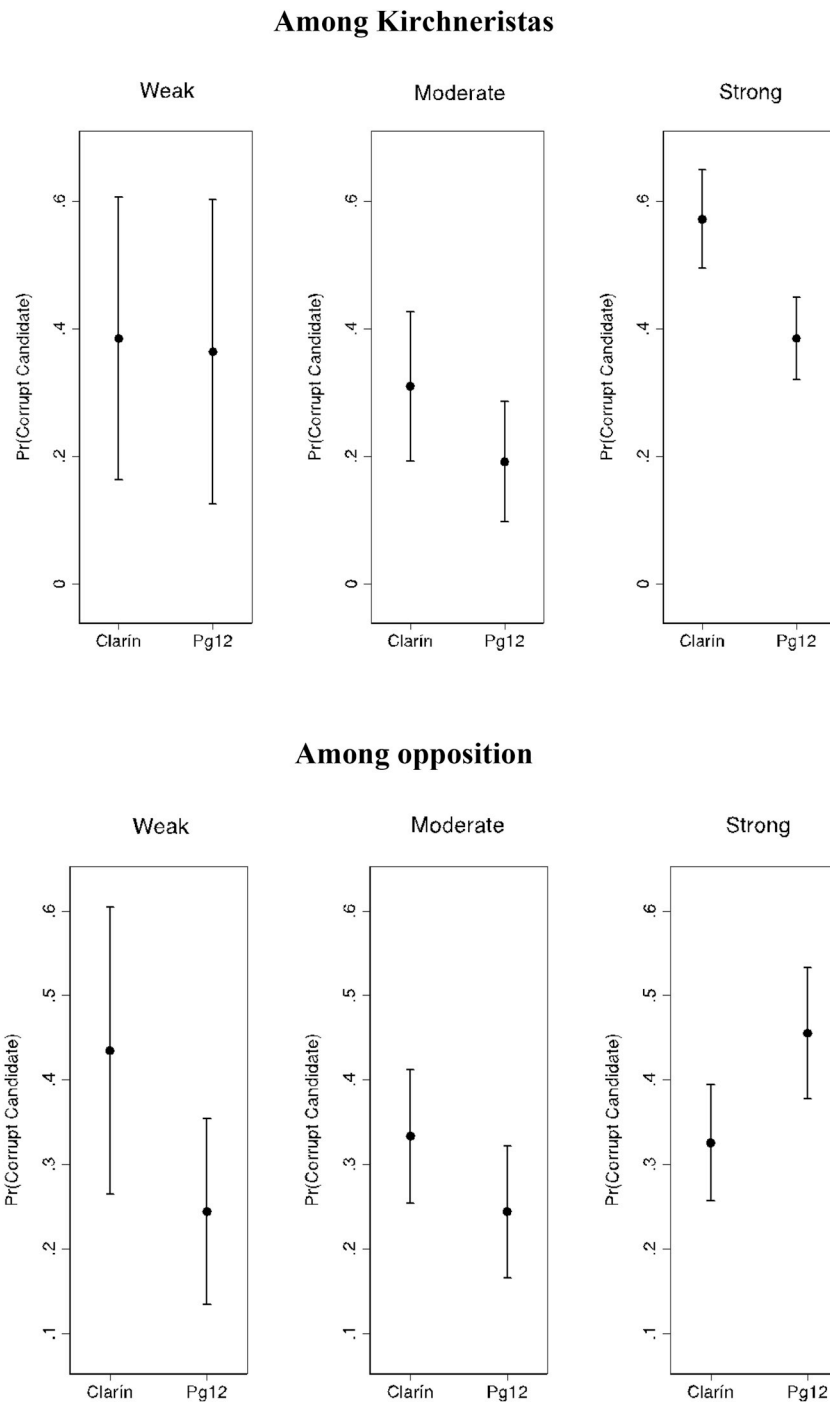 Among Kirchneristas
Weak Moderate Strong
Pr(Corrupt Candidate) Pr(Corrupt Candidate) Pr(Corrupt Candidate)
.6 .6 .6
.4 .4 .4
.2 .2 .2
0 0 0
Clarín Pg12 Clarín Pg12 Clarín Pg12
Among opposition
Weak Moderate Strong
Pr(Corrupt Candidate) Pr(Corrupt Candidate) Pr(Corrupt Candidate)
.6 .6 .6
.5 .5 .5
.4 .4 .4
.3 .3 .3
.2 .2 .2
.1 .1 .1
Clarín Pg12 Clarín Pg12 Clarín Pg12